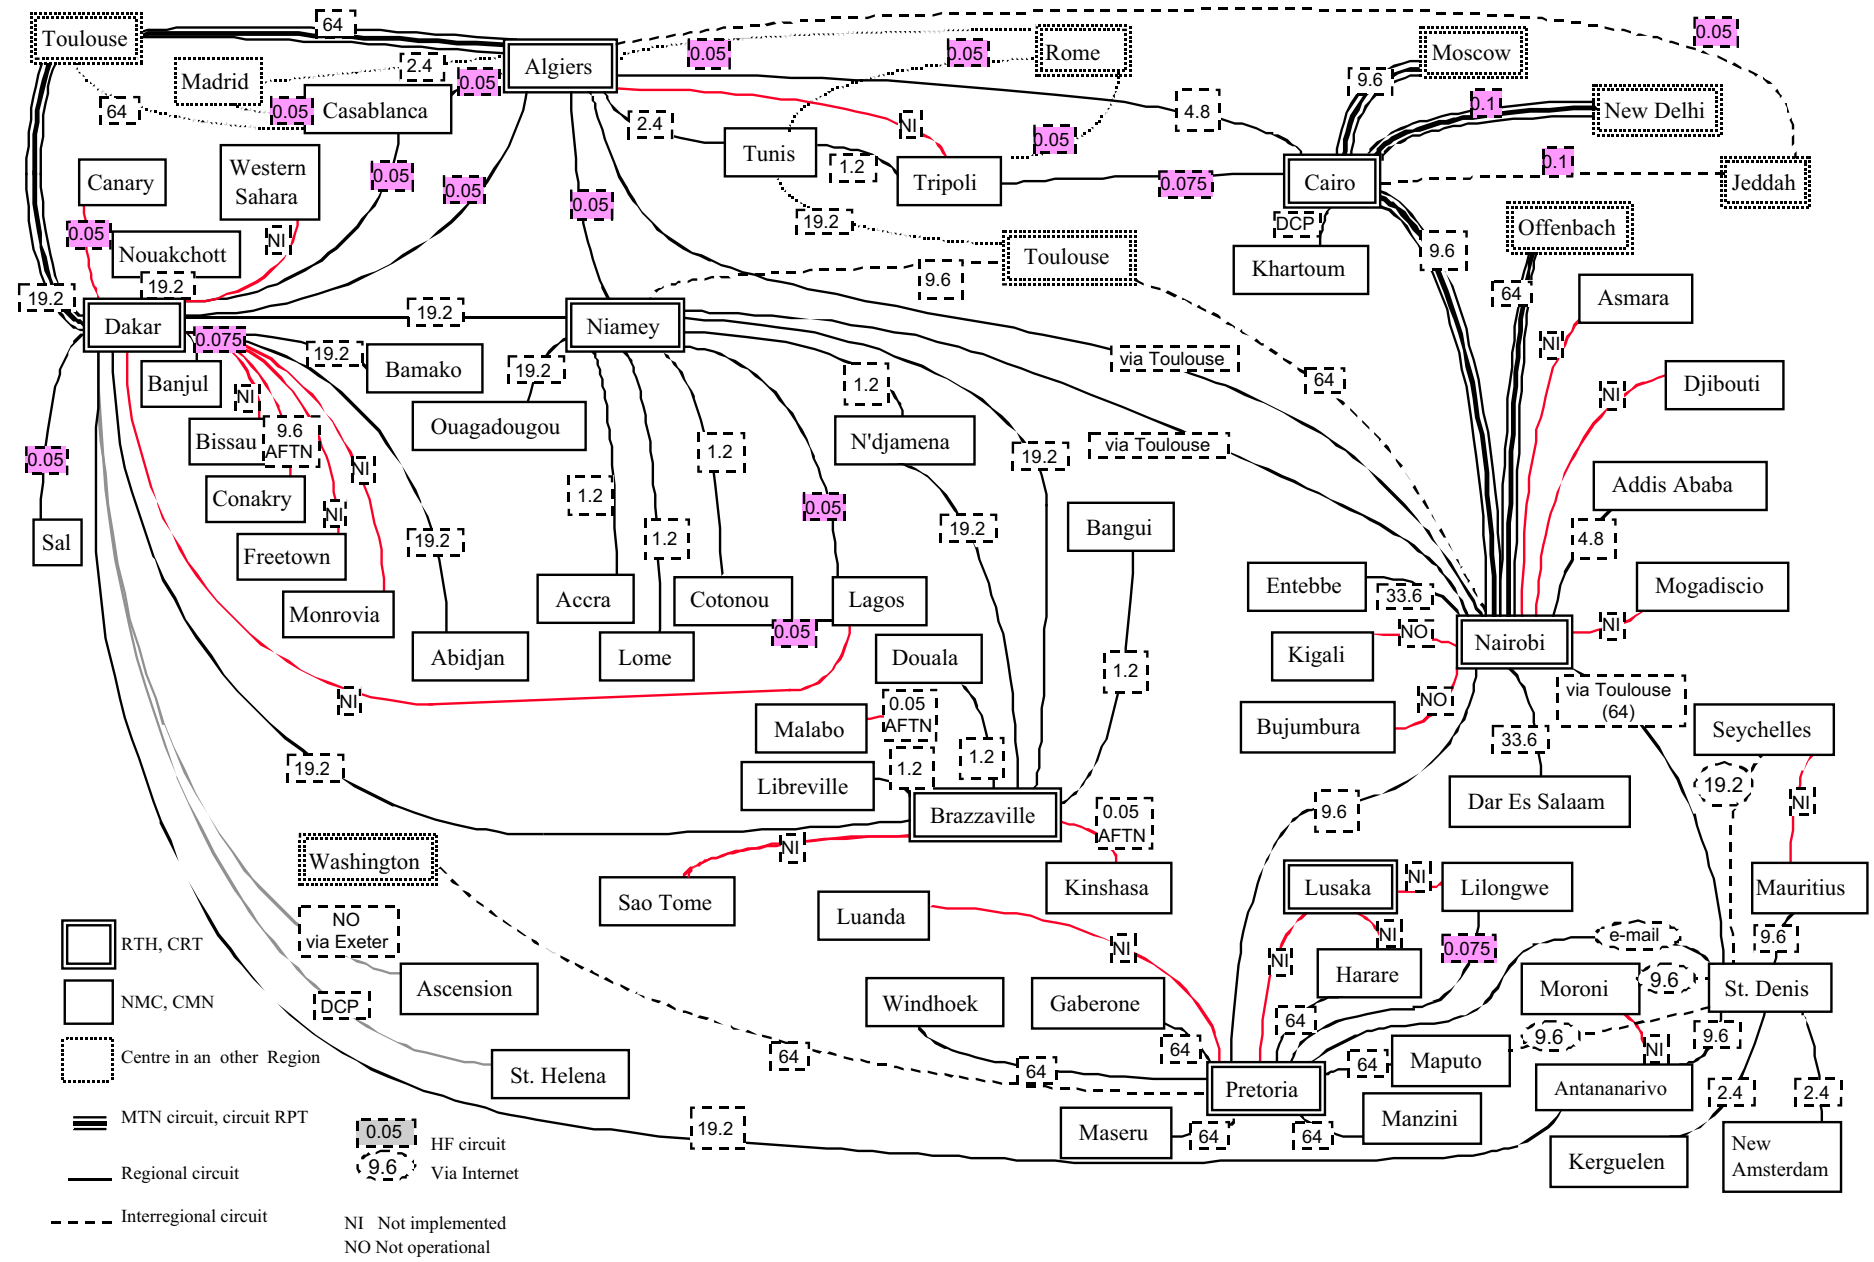 Toulouse
64
Algiers
0.05
0.05
Rome
0.05
Moscow
9.6
0.1
New Delhi
Madrid
2.4
0.05
64
0.05
Casablanca
4.8
NI
2.4
Tunis
0.05
1.2
Tripoli
0.075
Cairo
0.1
Jeddah
Canary
Western
Sahara
0.05
0.05
0.05
19.2
DCP
Offenbach
0.05
NI
Nouakchott
9.6
Toulouse
Khartoum
19.2
19.2
9.6
64
Asmara
Dakar
19.2
Niamey
0.075
19.2
Bamako
19.2
via Toulouse
NI
Banjul
1.2
64
Djibouti
NI
NI
Ouagadougou
Bissau
9.6
AFTN
N'djamena
via Toulouse
0.05
NI
1.2
19.2
Addis Ababa
Conakry
1.2
0.05
NI
19.2
Bangui
Sal
Freetown
19.2
1.2
4.8
Monrovia
Accra
Cotonou
Lagos
Entebbe
33.6
Mogadiscio
0.05
NO
NI
Abidjan
Lome
Douala
Kigali
Nairobi
1.2
NI
0.05
AFTN
NO
via Toulouse
(64)
Malabo
Bujumbura
Seychelles
19.2
1.2
1.2
33.6
Libreville
19.2
Dar Es Salaam
Brazzaville
0.05
AFTN
9.6
NI
NI
Washington
Kinshasa
Lusaka
NI
Lilongwe
Mauritius
Sao Tome
Luanda
NO
via Exeter
NI
NI
0.075
e-mail
9.6
RTH, CRT
NI
Harare
Ascension
9.6
Moroni
St. Denis
NMC, CMN
DCP
Windhoek
Gaberone
64
9.6
9.6
Centre in an other Region
64
64
64
64
Maputo
NI
St. Helena
Pretoria
Antananarivo
2.4
2.4
MTN circuit, circuit RPT
0.05
HF circuit
19.2
Maseru
64
64
Manzini
Kerguelen
New
Amsterdam
Regional circuit
9.6
Via Internet
Interregional circuit
NI Not implemented
NO Not operational